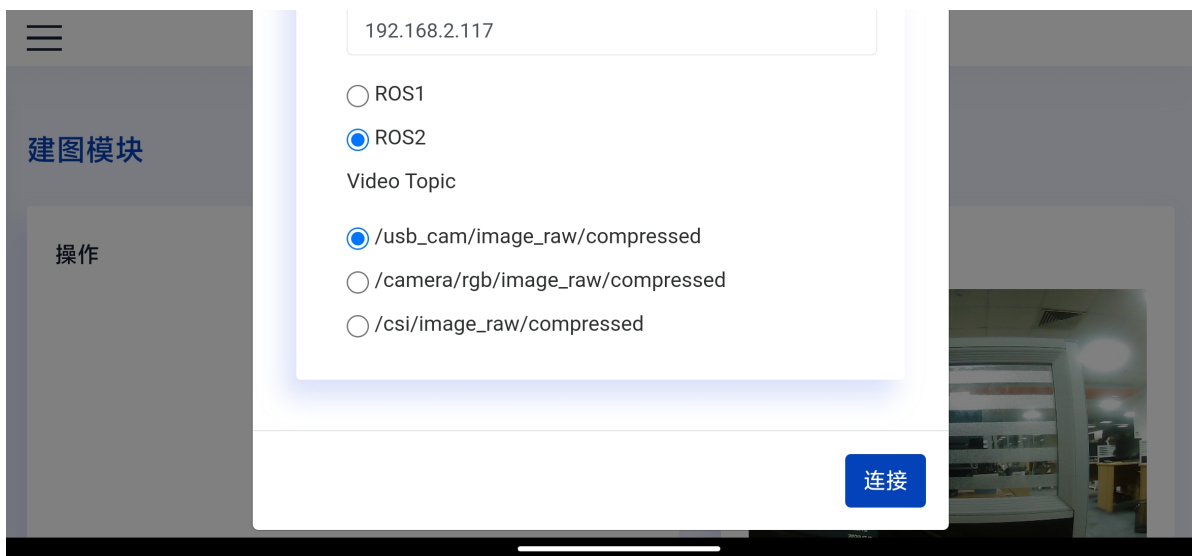 192.168.2.117
ROS1
ROS2
建图模块
Video Topic
操作
/usb_cam/image_raw/compressed
/camera/rgb/image_raw/compressed
/csi/image_raw/compressed
连接